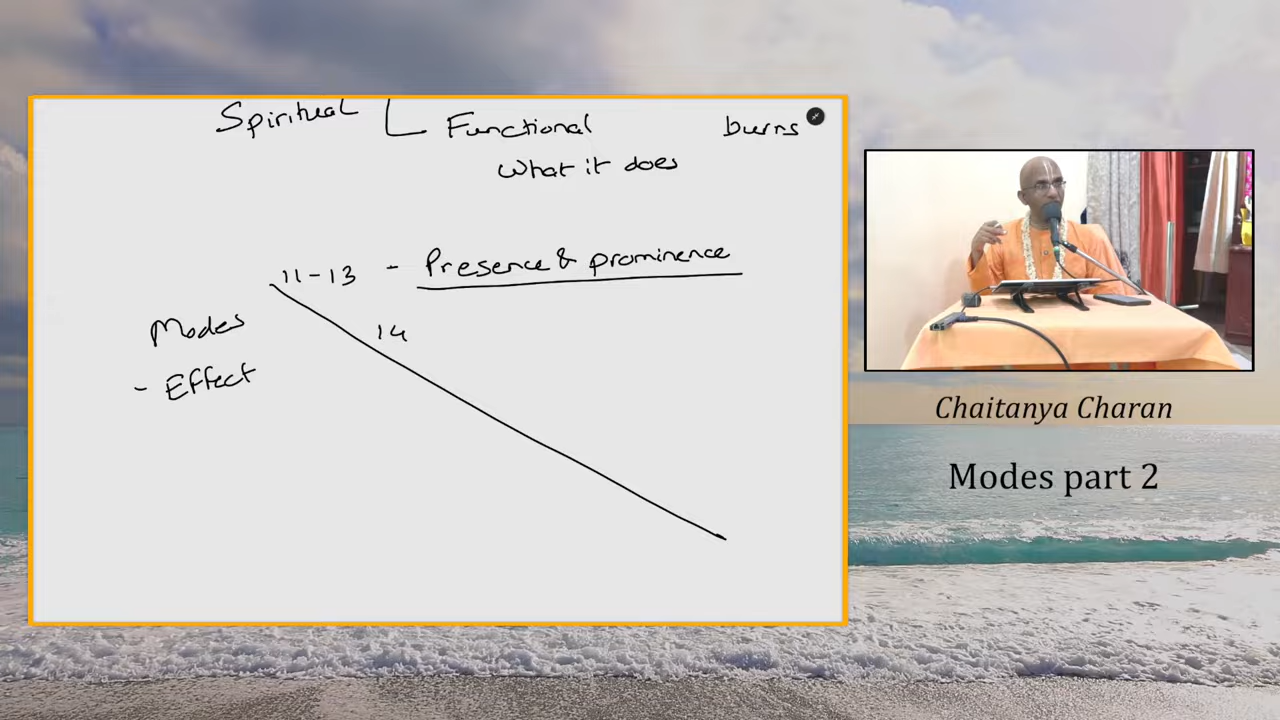 Spiritual
Functional
burns
What it does
11-13 - Presence & prominence
Modes
14
- Effect
Chaitanya Charan
Modes part 2